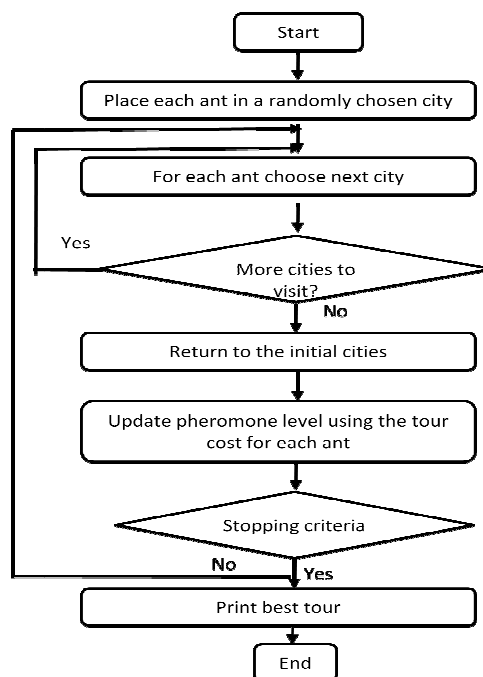 Start
Place each ant in a randomly chosen city
For each ant choose next city
Yes
More cities to
visit?
No
Return to the initial cities
Update pheromone level using the tour
cost for each ant
Stopping criteria
No
Yes
Print best tour
End